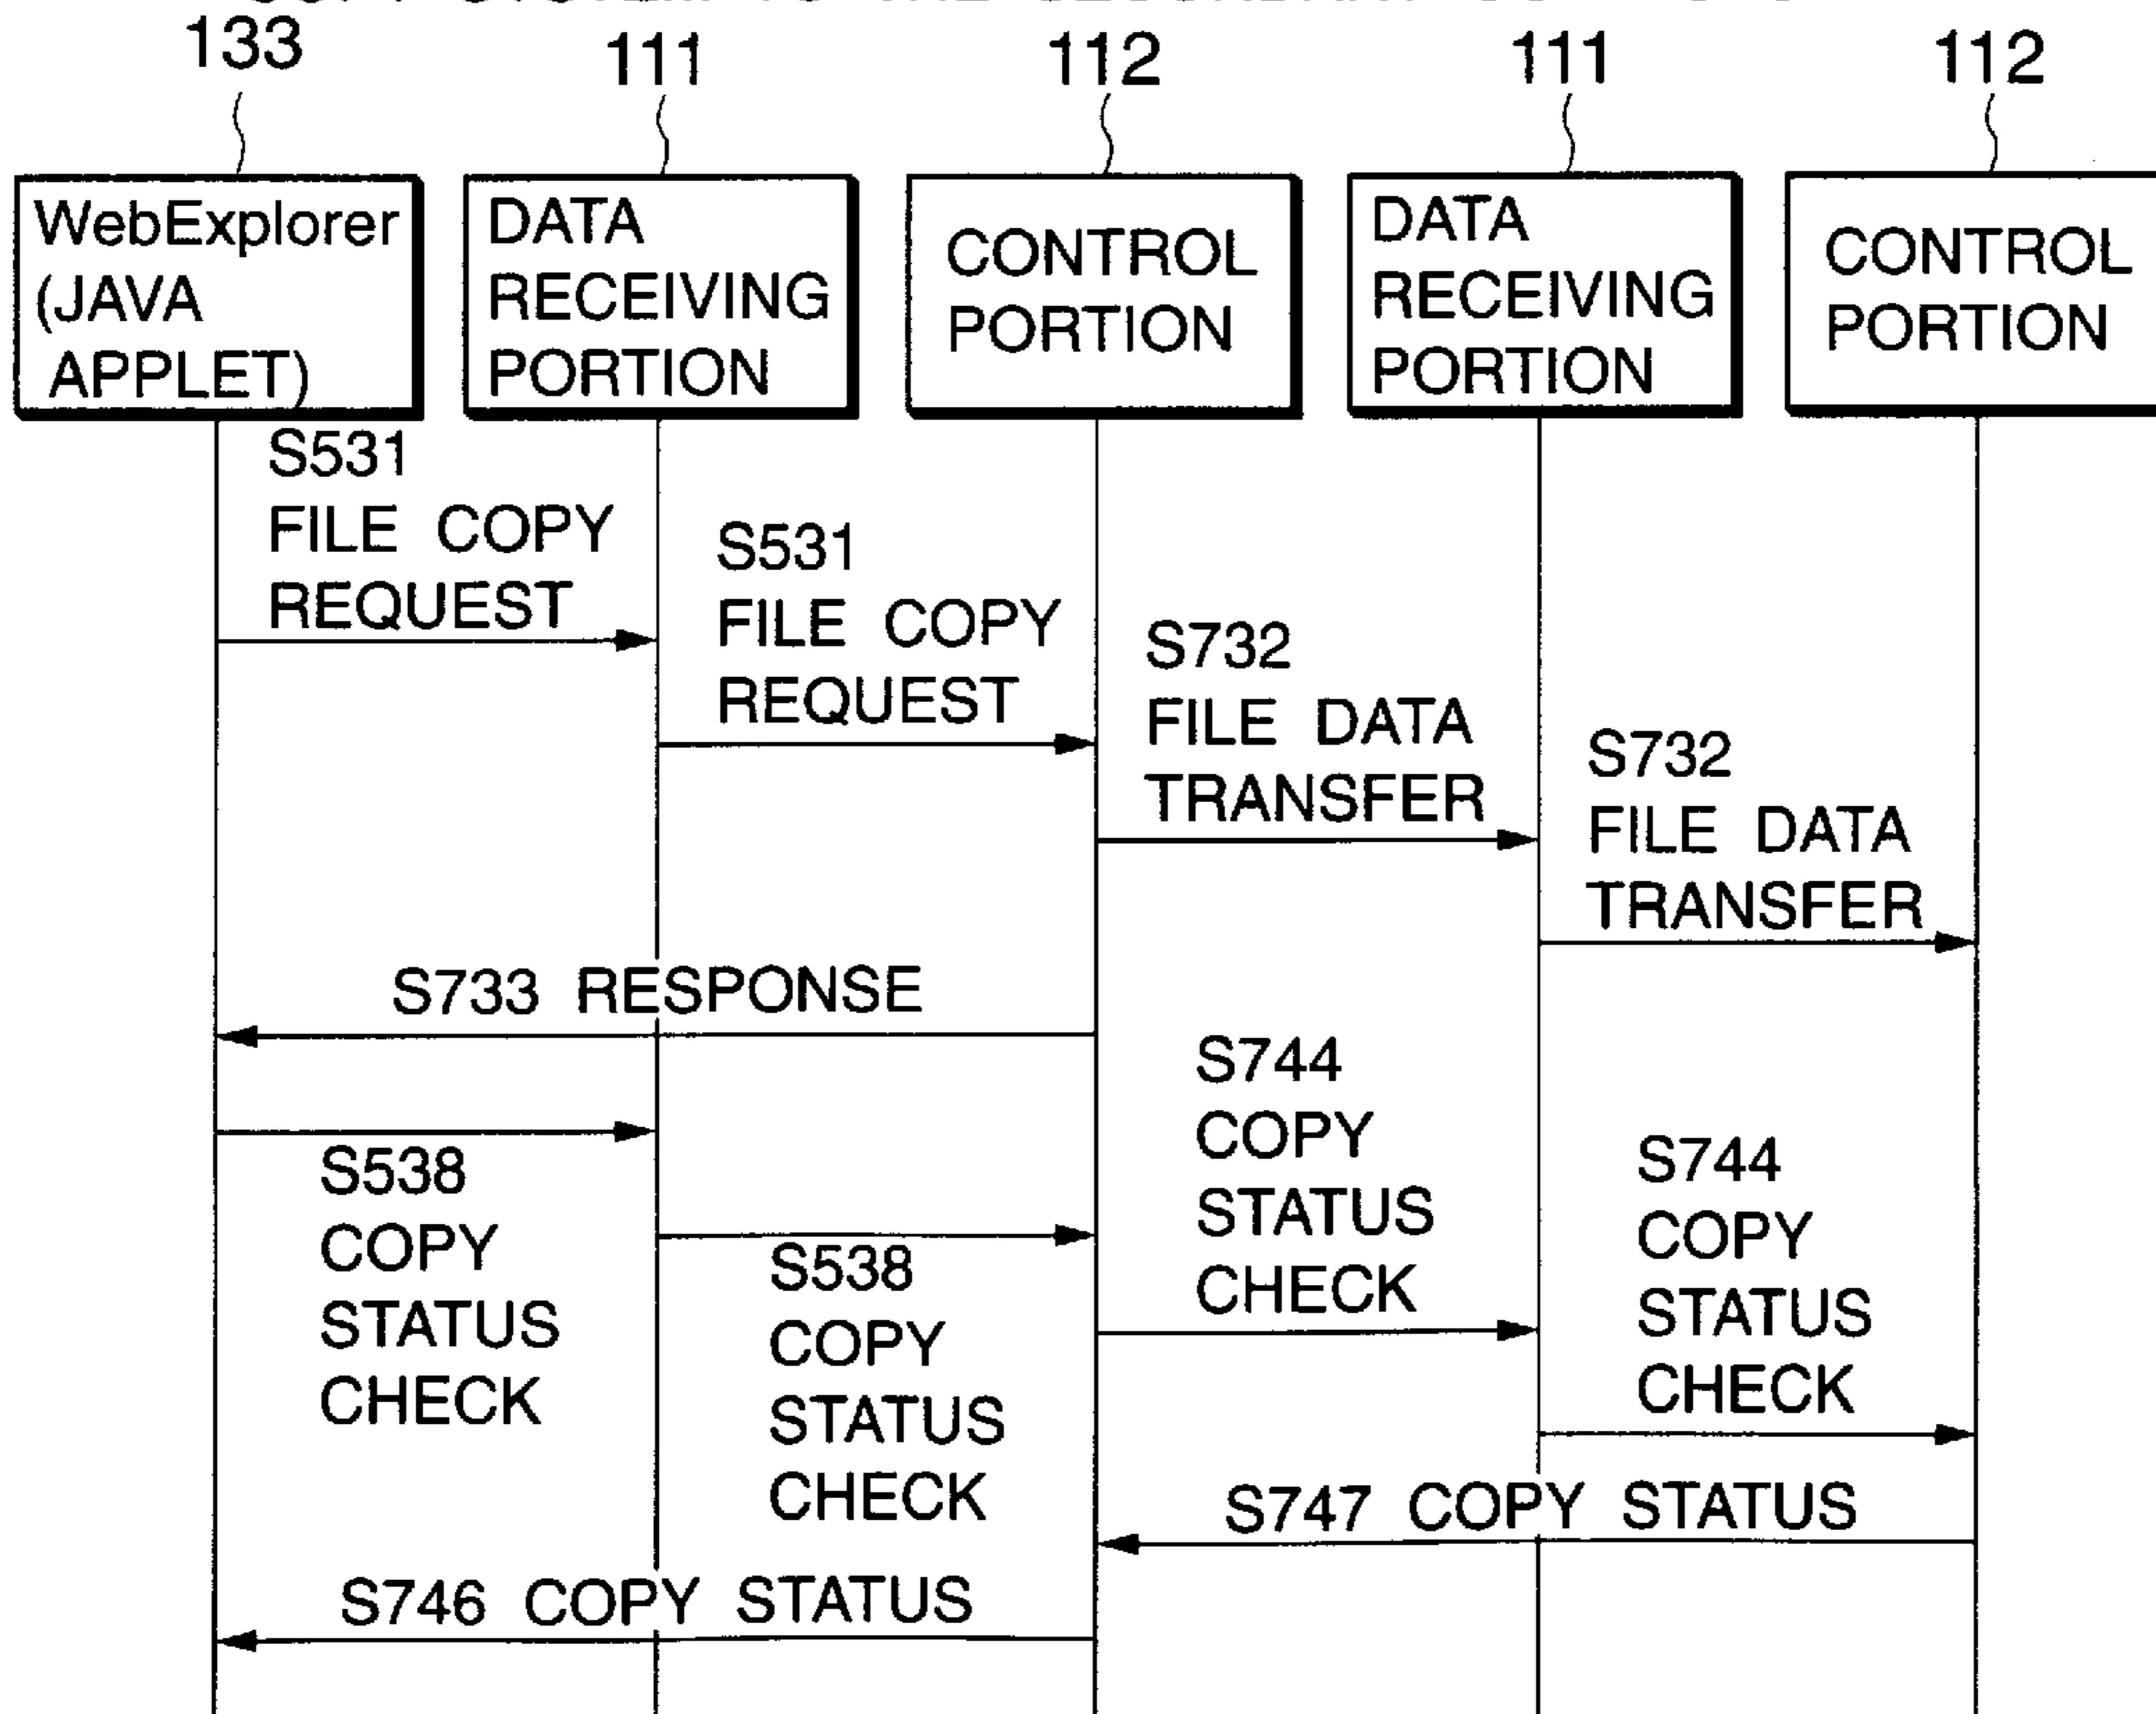 133
111
112
111
112
WebExplorer
(JAVA
APPLET)
DATA
RECEIVING
PORTION
CONTROL
PORTION
DATA
RECEIVING
PORTION
CONTROL
PORTION
S531
FILE COPY
REQUEST
S531
FILE COPY
REQUEST
S732
FILE DATA
TRANSFER
S732
FILE DATA
TRANSFER
S733 RESPONSE
S538
COPY
STATUS
CHECK
S538
COPY
STATUS
CHECK
S744
COPY
STATUS
CHECK
S744
COPY
STATUS
CHECK
S747 COPY STATUS
S746 COPY STATUS